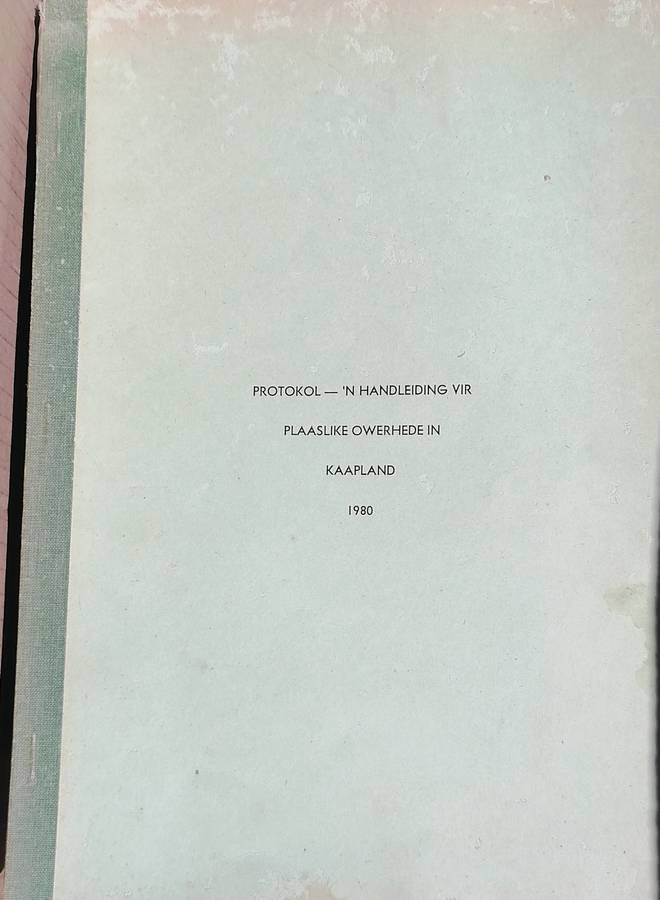 PROTOKOL — 'N HANDLEIDING VIR
PLAASLIKE OWERHEDE IN
KAAPLAND
1980